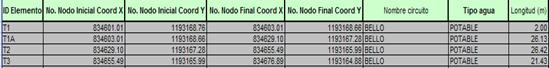 ID Elemento No. Nodo Inicial Coord X No. Nodo Inicial Coord Y No. Nodo Final Coord X No. Nodo Final Coord Y Nombre circuito Tipo agua Longitud (m)
T1 834601.01 1193168.76 834603.01 1193168.66 BELLO POTABLE 2.00
T1A 834603.01 1193168.66 834629.10 1193167.28 BELLO POTABLE 26.13
T2 834629.10 1193167.28 834655.49 1193165.99 BELLO POTABLE 26.42
T3 834655.49 1193165.99 834676.89 1193164.88 BELLO POTABLE 21.43